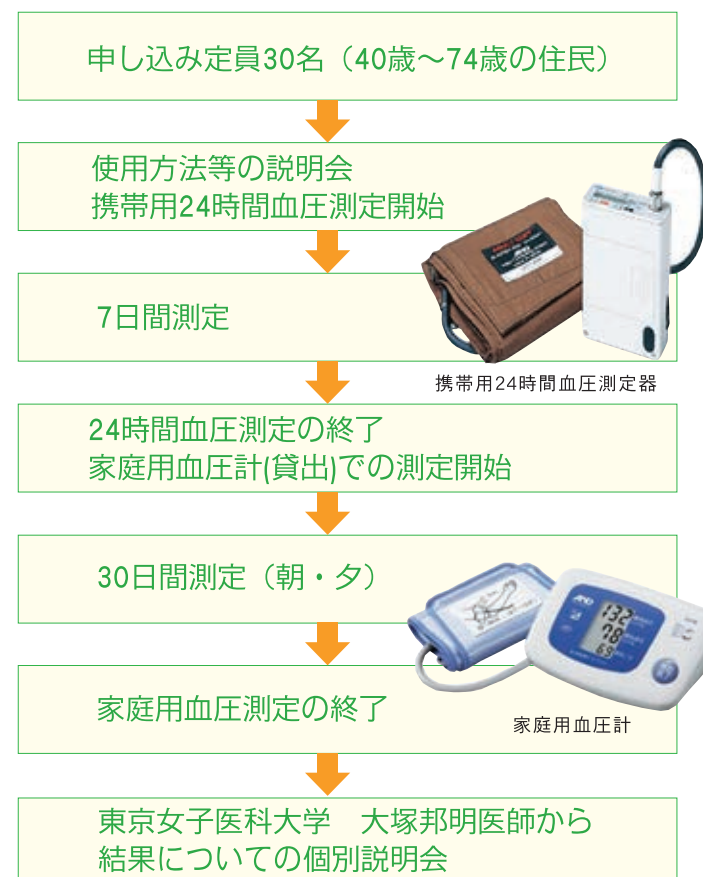 申し込み定員30名（40歳～74歳の住民）
使用方法等の説明会
携帯用24時間血圧測定開始
7日間測定
携帯用24時間血圧測定器
24時間血圧測定の終了
家庭用血圧計(貸出)での測定開始
30日間測定（朝・夕）
AND
132
78
69
家庭用血圧測定の終了
家庭用血圧計
東京女子医科大学　大塚邦明医師から
結果についての個別説明会